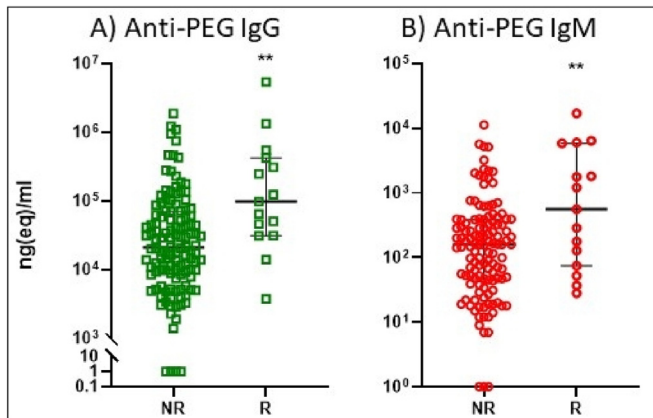 A) Anti-PEG IgG
B) Anti-PEG IgM
ng(eq)/ml
10⁷
10⁶
10⁵
10⁴
10³
10
1
0.1
**
NR
R
10⁵
10⁴
10³
10²
10¹
10⁰
**
NR
R